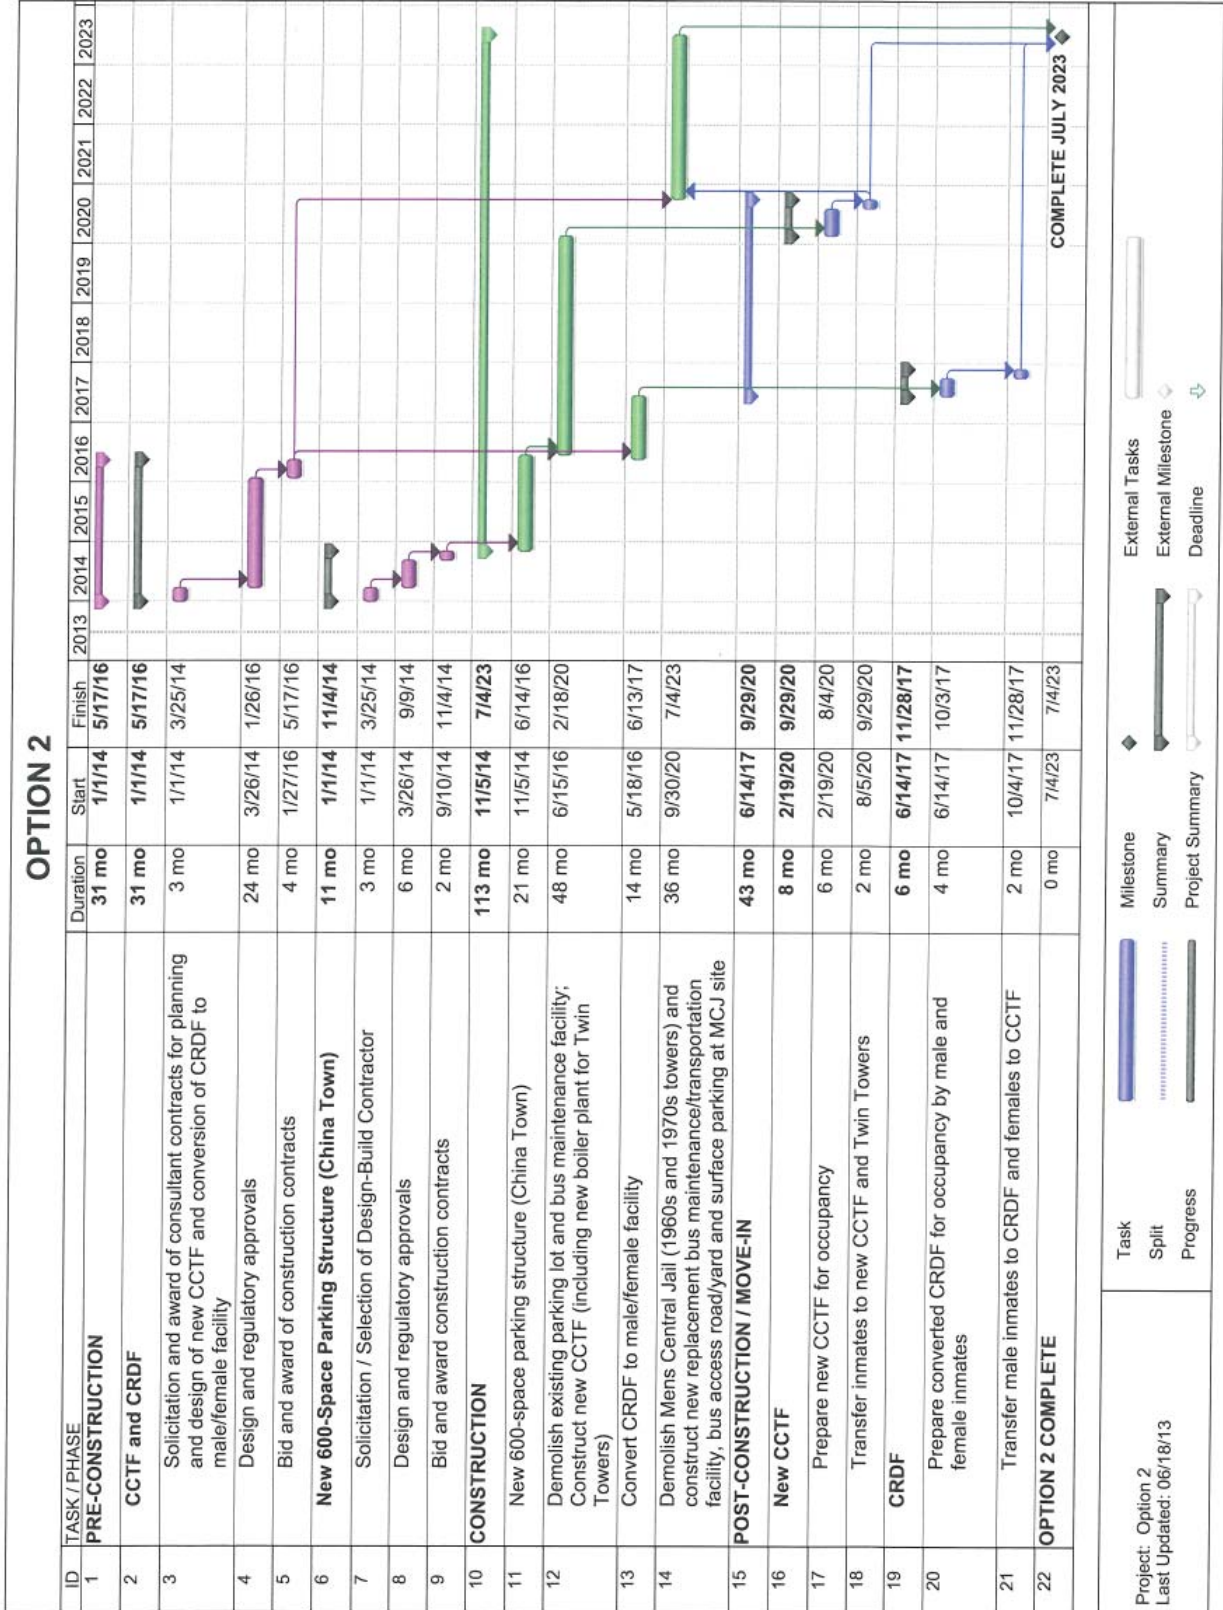 OPTION 2
ID TASK / PHASE Duration Start Finish 2013 2014 2015 2016 2017 2018 2019 2020 2021 2022 2023
1 PRE-CONSTRUCTION 31 mo 1/1/14 5/17/16
2 CCTF and CRDF 31 mo 1/1/14 5/17/16
3 Solicitation and award of consultant contracts for planning 3 mo 1/1/14 3/25/14
and design of new CCTF and conversion of CRDF to
male/female facility
4 Design and regulatory approvals 24 mo 3/26/14 1/26/16
5 Bid and award of construction contracts 4 mo 1/27/16 5/17/16
6 New 600-Space Parking Structure (China Town) 11 mo 1/1/14 11/4/14
7 Solicitation / Selection of Design-Build Contractor 3 mo 1/1/14 3/25/14
8 Design and regulatory approvals 6 mo 3/26/14 9/9/14
9 Bid and award construction contracts 2 mo 9/10/14 11/4/14
10 CONSTRUCTION 113 mo 11/5/14 7/4/23
11 New 600-space parking structure (China Town) 21 mo 11/5/14 6/14/16
12 Demolish existing parking lot and bus maintenance facility; 48 mo 6/15/16 2/18/20
Construct new CCTF (including new boiler plant for Twin
Towers)
13 Convert CRDF to male/female facility 14 mo 5/18/16 6/13/17
14 Demolish Mens Central Jail (1960s and 1970s towers) and 36 mo 9/30/20 7/4/23
construct new replacement bus maintenance/transportation
facility, bus access road/yard and surface parking at MCJ site
15 POST-CONSTRUCTION / MOVE-IN 43 mo 6/14/17 9/29/20
16 New CCTF 8 mo 2/19/20 9/29/20
17 Prepare new CCTF for occupancy 6 mo 2/19/20 8/4/20
18 Transfer inmates to new CCTF and Twin Towers 2 mo 8/5/20 9/29/20
19 CRDF 6 mo 6/14/17 11/28/17
20 Prepare converted CRDF for occupancy by male and 4 mo 6/14/17 10/3/17
female inmates
21 Transfer male inmates to CRDF and females to CCTF 2 mo 10/4/17 11/28/17
22 OPTION 2 COMPLETE 0 mo 7/4/23 7/4/23
COMPLETE JULY 2023
Project: Option 2
Last Updated: 06/18/13
Task Milestone External Tasks
Split Summary External Milestone
Progress Project Summary Deadline